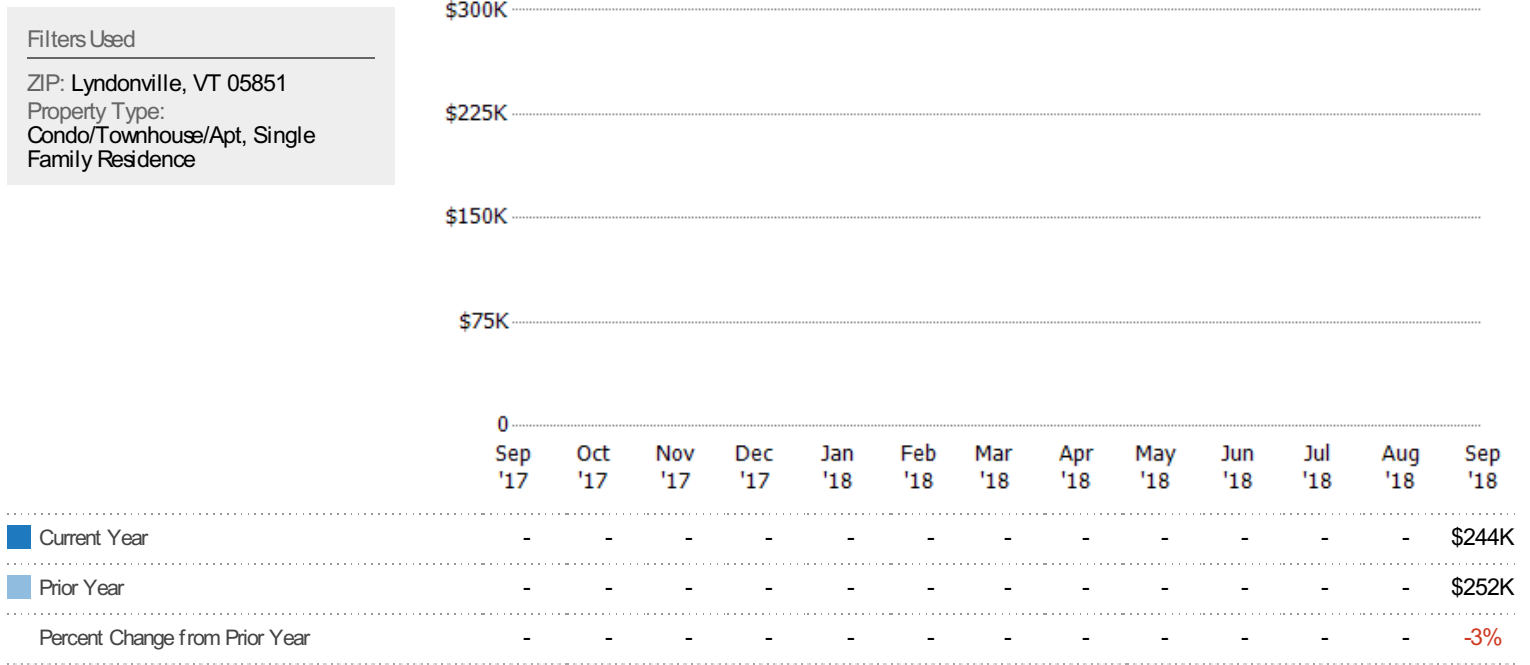 Filters Used
ZIP: Lyndonville, VT 05851
Property Type:
Condo/Townhouse/Apt, Single
Family Residence
$300K
$225K
$150K
$75K
0
Sep Oct Nov Dec Jan Feb Mar Apr May Jun Jul Aug Sep
'17 '17 '17 '17 '18 '18 '18 '18 '18 '18 '18 '18 '18
Current Year - - - - - - - - - - - - $244K
Prior Year - - - - - - - - - - - - $252K
Percent Change from Prior Year - - - - - - - - - - - - -3%